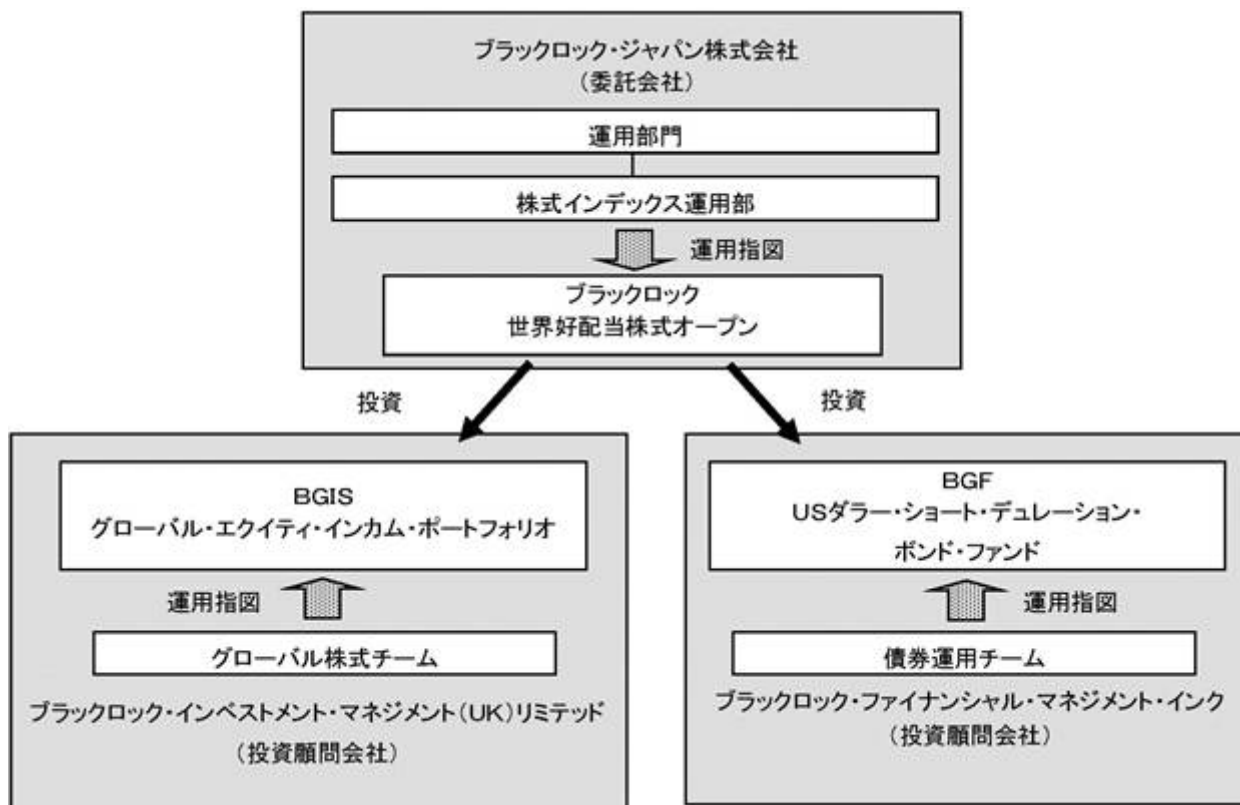 ブラックロック・ジャパン株式会社
（委託会社）
運用部門
株式インデックス運用部
運用指図
ブラックロック
世界好配当株式オープン
投資
投資
BGIS
グローバル・エクイティ・インカム・ポートフォリオ
運用指図
グローバル株式チーム
ブラックロック・インベストメント・マネジメント（UK）リミテッド
（投資顧問会社）
BGF
USダラー・ショート・デュレーション・
ボンド・ファンド
運用指図
債券運用チーム
ブラックロック・ファイナンシャル・マネジメント・インク
（投資顧問会社）